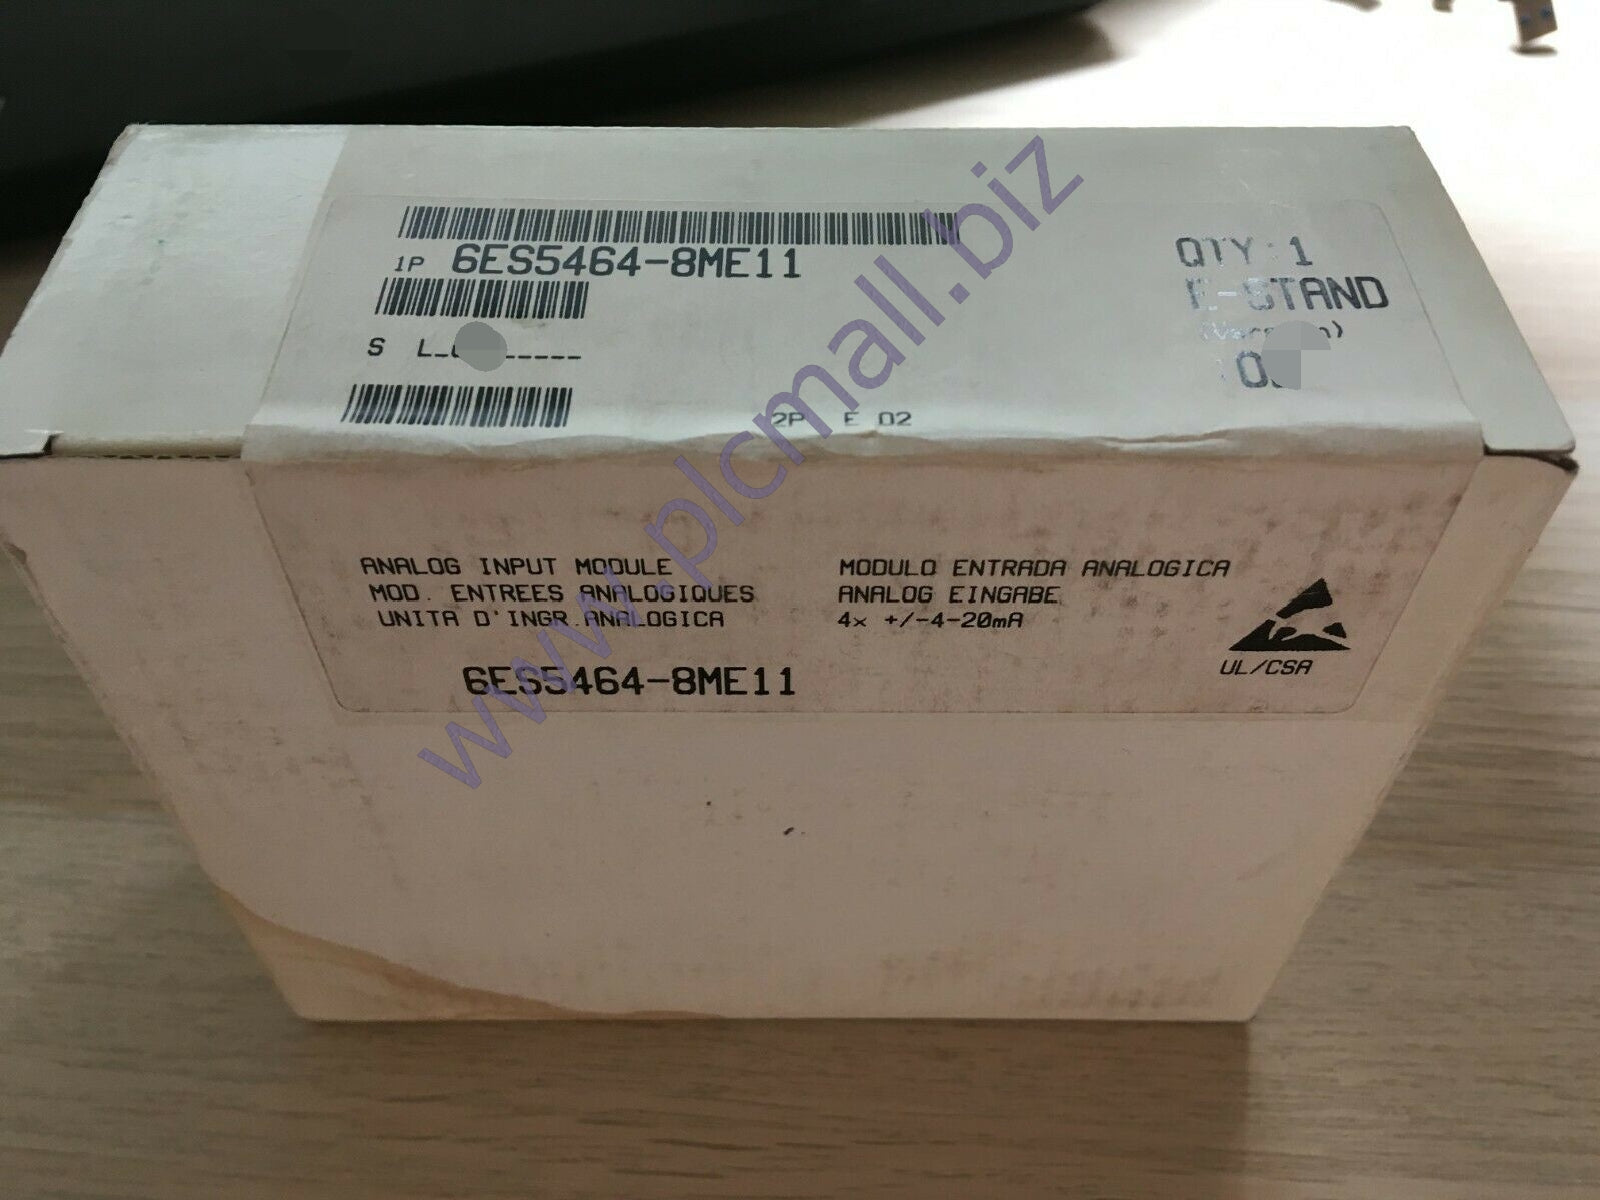 1P 6ES5464-8ME11
QTY:1
E-STAND
S L
2P E 02
ANALOG INPUT MODULE
MOD. ENTREES ANALOGIQUES
UNITA D'INGR.ANALOGICA
MODULO ENTRADA ANALOGICA
ANALOG EINGABE
4x +/-4-20mA
6ES5464-8ME11
UL/CSA
www.plcmall.biz